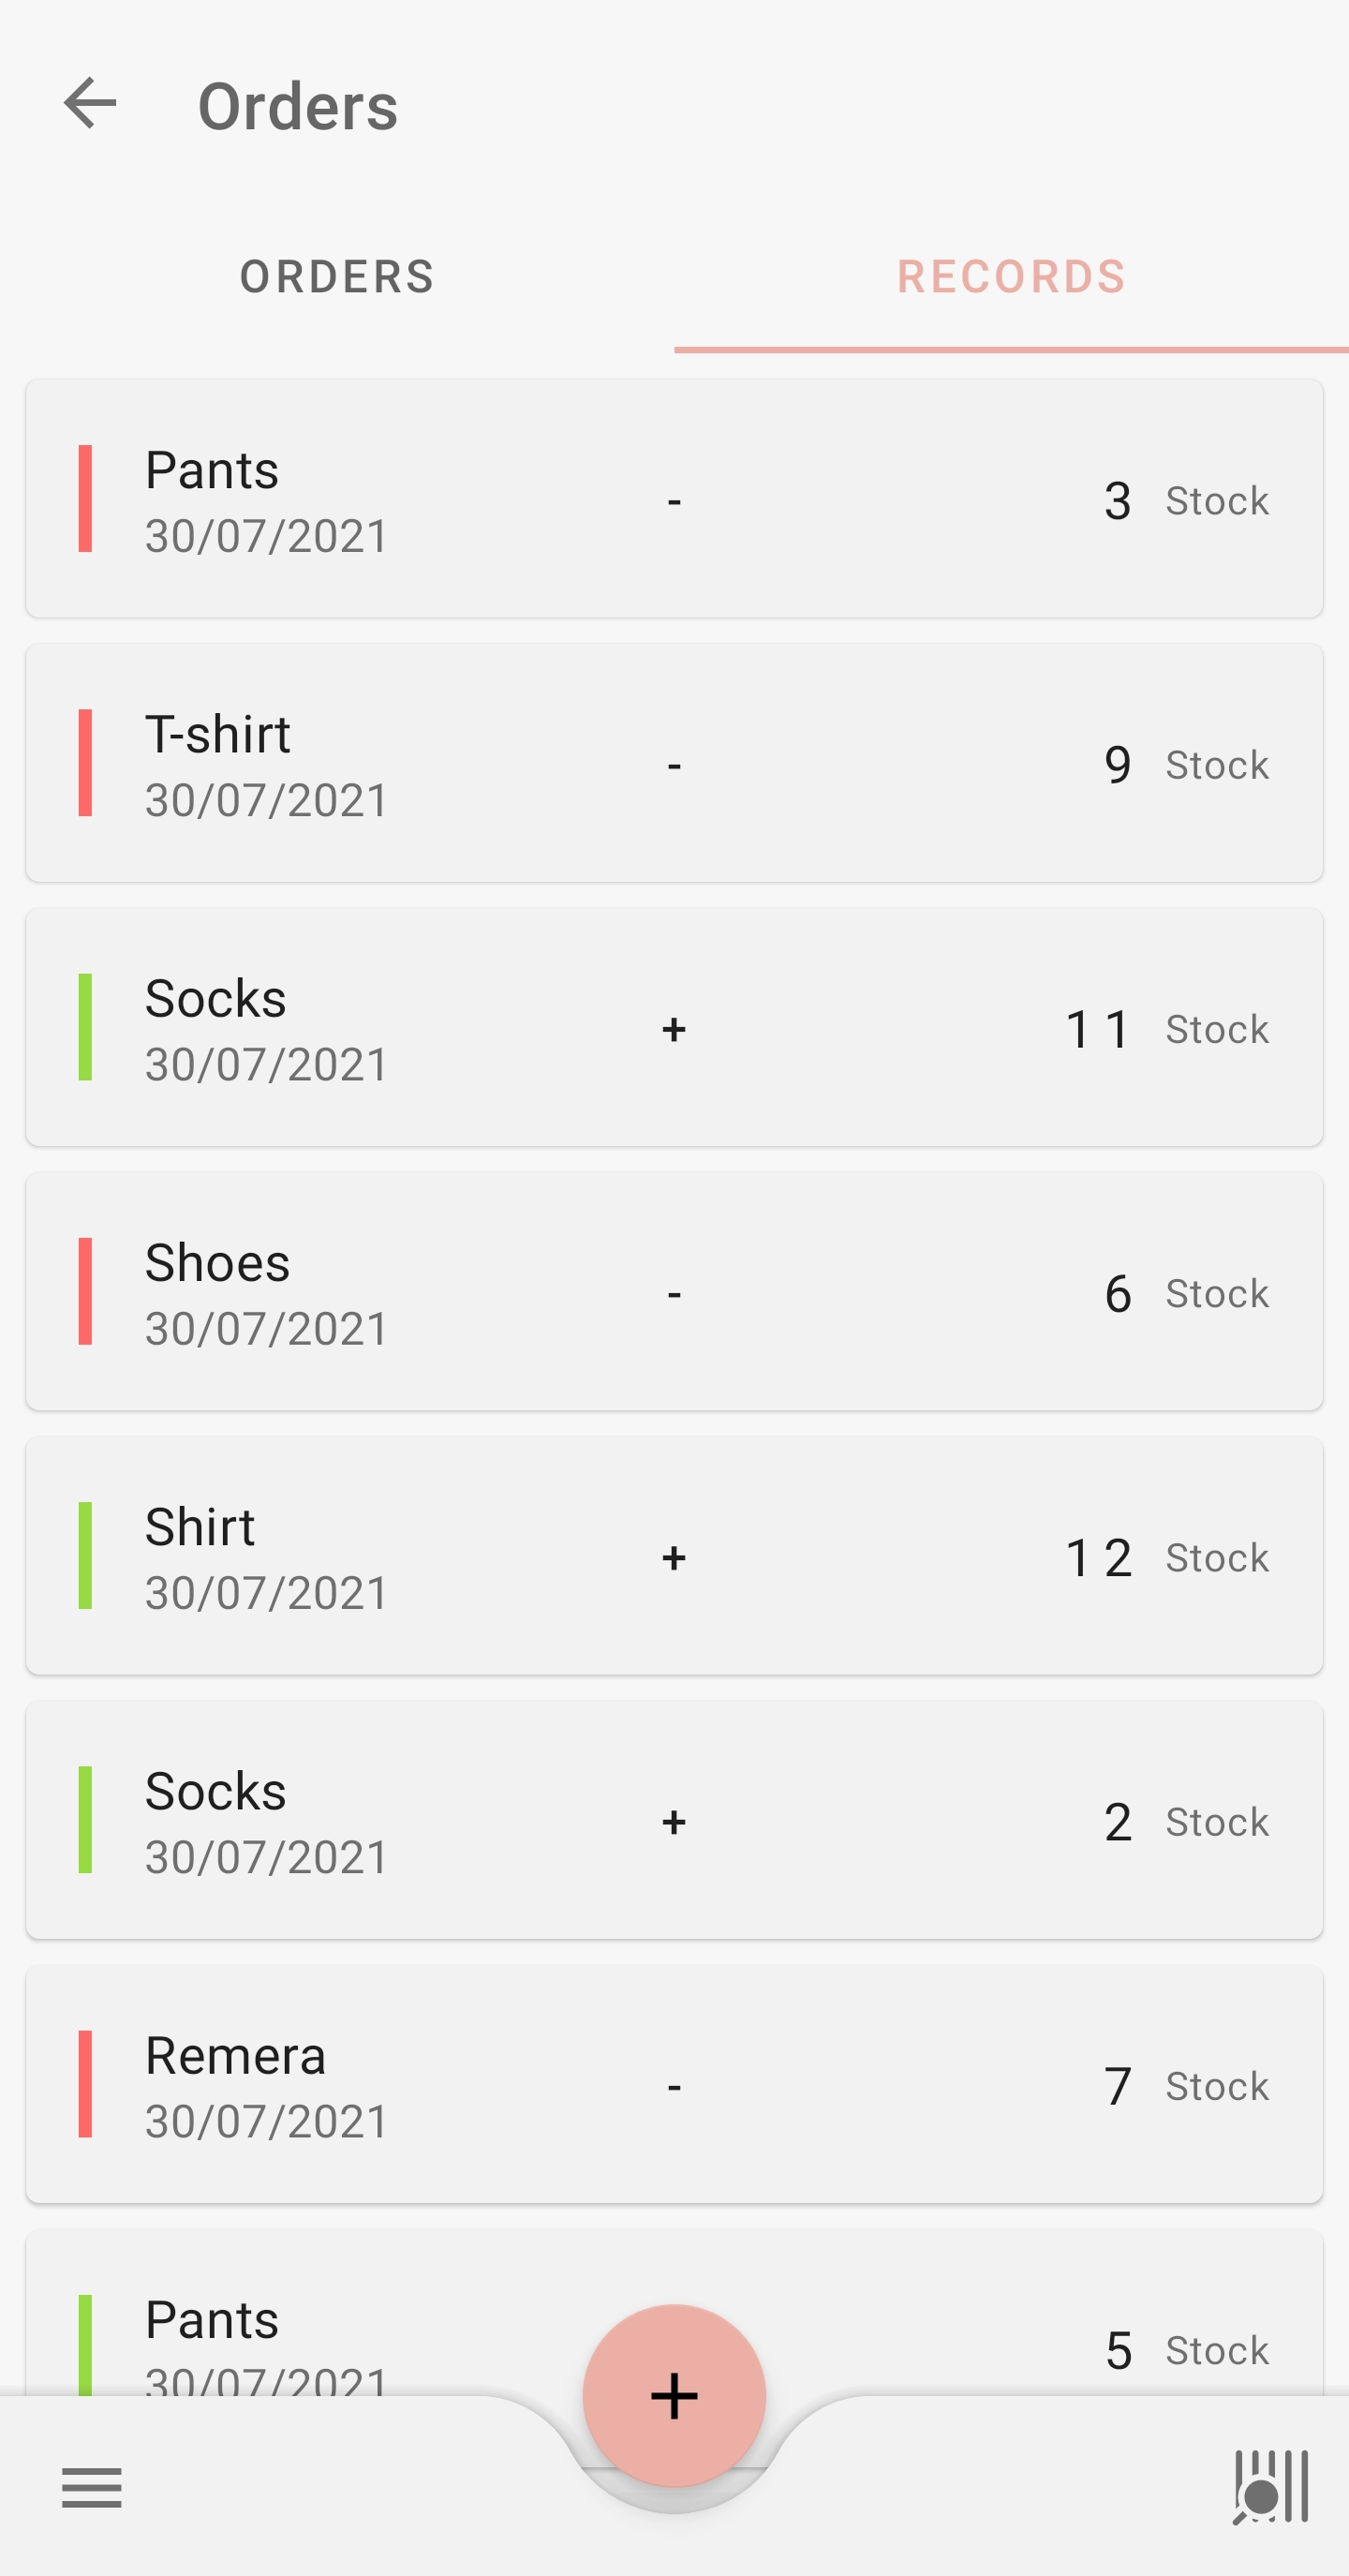 Orders
ORDERS
RECORDS
Pants
30/07/2021
-
3 Stock
T-shirt
30/07/2021
-
9 Stock
Socks
30/07/2021
+
11 Stock
Shoes
30/07/2021
-
6 Stock
Shirt
30/07/2021
+
12 Stock
Socks
30/07/2021
+
2 Stock
Remera
30/07/2021
-
7 Stock
Pants
30/07/2021
5 Stock
+